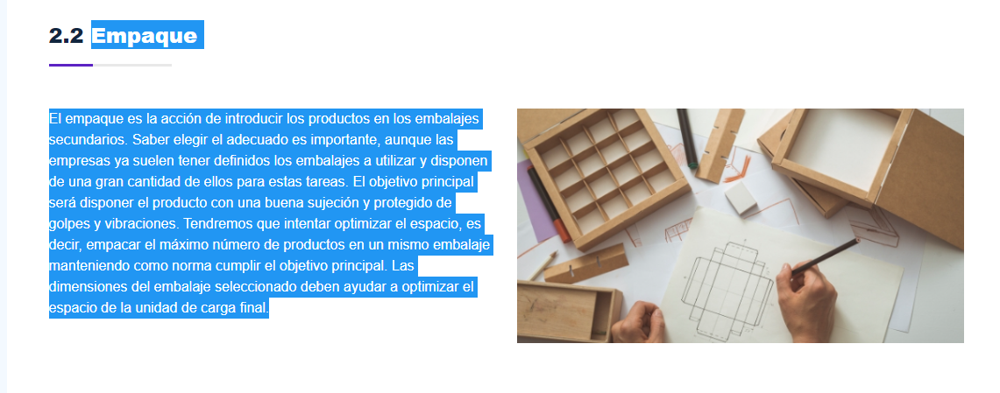 2.2 Empaque
El empaque es la acción de introducir los productos en los embalajes
secundarios. Saber elegir el adecuado es importante, aunque las
empresas ya suelen tener definidos los embalajes a utilizar y disponen
de una gran cantidad de ellos para estas tareas. El objetivo principal
será disponer el producto con una buena sujeción y protegido de
golpes y vibraciones. Tendremos que intentar optimizar el espacio, es
decir, empacar el máximo número de productos en un mismo embalaje
manteniendo como norma cumplir el objetivo principal. Las
dimensiones del embalaje seleccionado deben ayudar a optimizar el
espacio de la unidad de carga final.